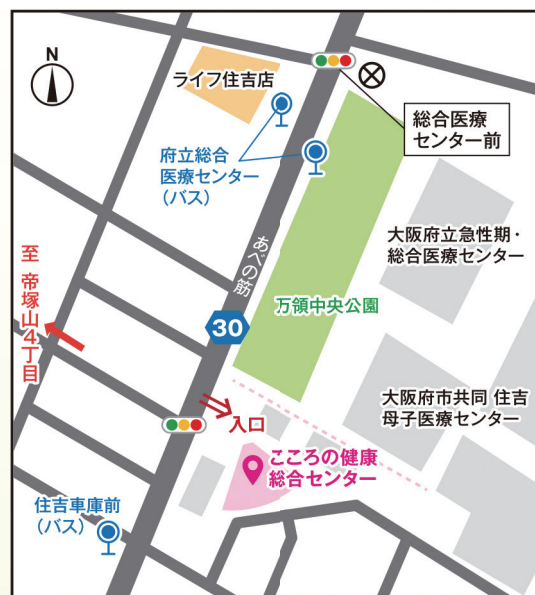 N
ライフ住吉店
総合医療
センター前
府立総合
医療センター
（バス）
大阪府立急性期・
総合医療センター
あべの筋
至 帝塚山4丁目
万領中央公園
30
大阪府市共同 住吉
母子医療センター
入口
こころの健康
総合センター
住吉車庫前
（バス）